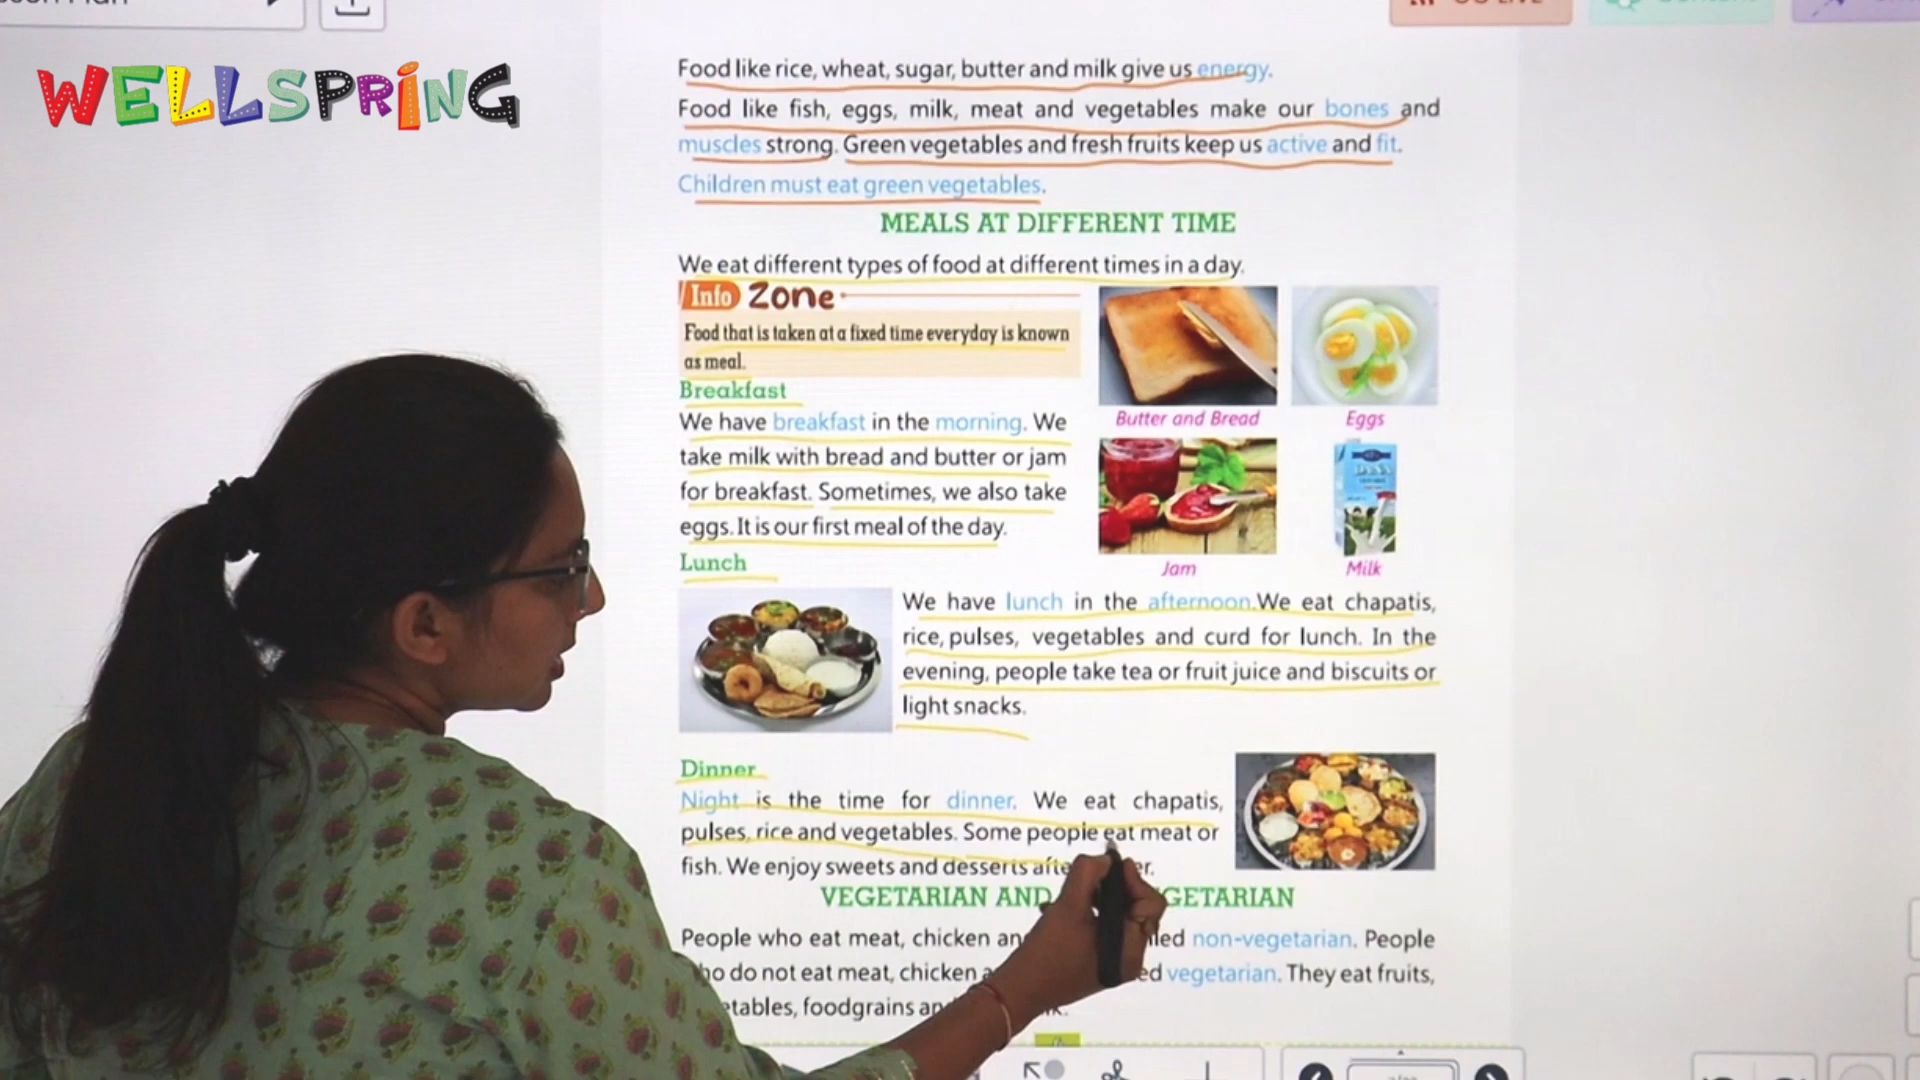 WELLSPRING
Food like rice, wheat, sugar, butter and milk give us energy.
Food like fish, eggs, milk, meat and vegetables make our bones and
muscles strong. Green vegetables and fresh fruits keep us active and fit.
Children must eat green vegetables.
MEALS AT DIFFERENT TIME
We eat different types of food at different times in a day.
Info Zone
Food that is taken at a fixed time everyday is known
as meal.
Breakfast
We have breakfast in the morning. We
take milk with bread and butter or jam
for breakfast. Sometimes, we also take
eggs. It is our first meal of the day.
Butter and Bread
Eggs
Jam
Milk
Lunch
We have lunch in the afternoon.We eat chapatis,
rice, pulses, vegetables and curd for lunch. In the
evening, people take tea or fruit juice and biscuits or
light snacks.
Dinner
Night is the time for dinner. We eat chapatis,
pulses, rice and vegetables. Some people eat meat or
fish. We enjoy sweets and desserts
VEGETARIAN AND
People who eat meat, chicken non-vegetarian. People
do not eat meat, chicken vegetarian. They eat fruits,
foodgrains